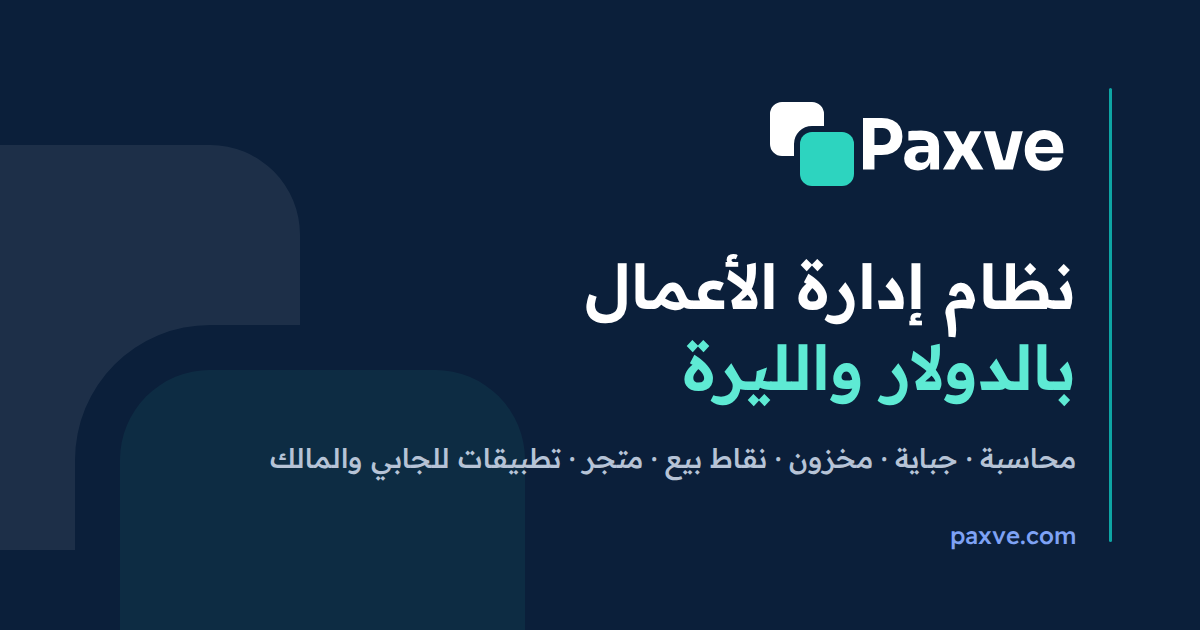 Paxve
نظام إدارة الأعمال
بالدولار والليرة
محاسبة · جباية · مخزون · نقاط بيع · متجر · تطبيقات للجابي والمالك
paxve.com